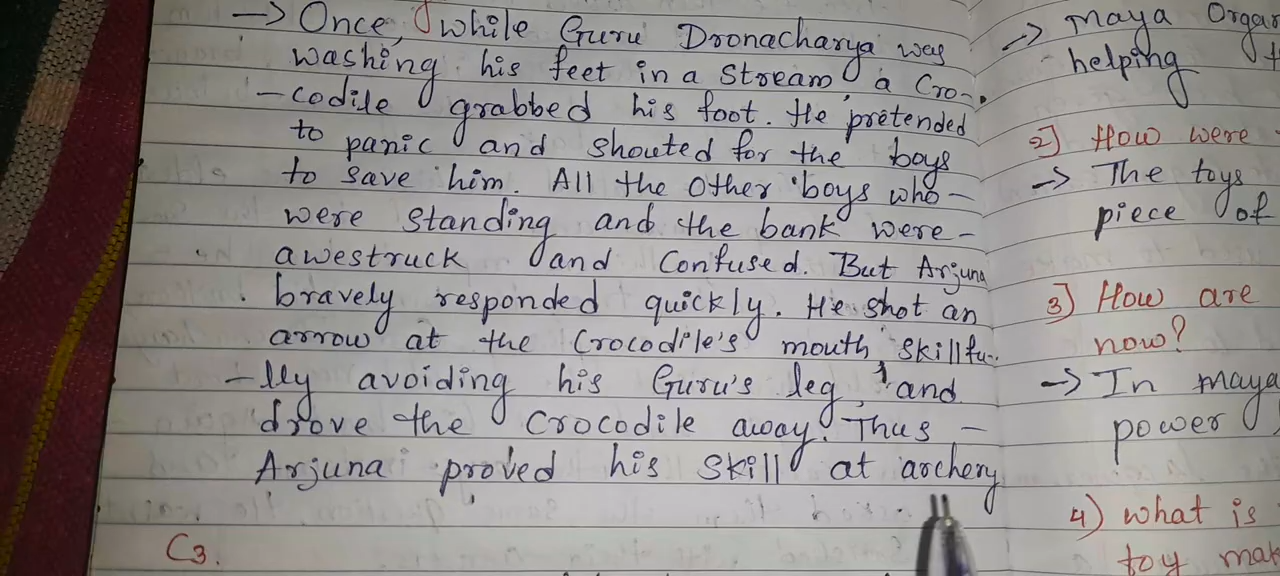 → Once, while Guru Dronacharya was
washing his feet in a stream, a Cro-
-codile grabbed his foot. He pretended
to panic and shouted for the boys
to save him. All the other boys who -
were standing and the bank were -
awestruck and confused. But Arjuna
bravely responded quickly. He shot an
arrow at the Crocodile's mouth, skillfu-
-lly avoiding his Guru's leg, and
drove the crocodile away. Thus -
Arjuna proved his skill at archery
C3.
→ Maya
helping
2) How were
→ The toys
piece of
3) How are
now?
→ In maya
power
4) what is
toy